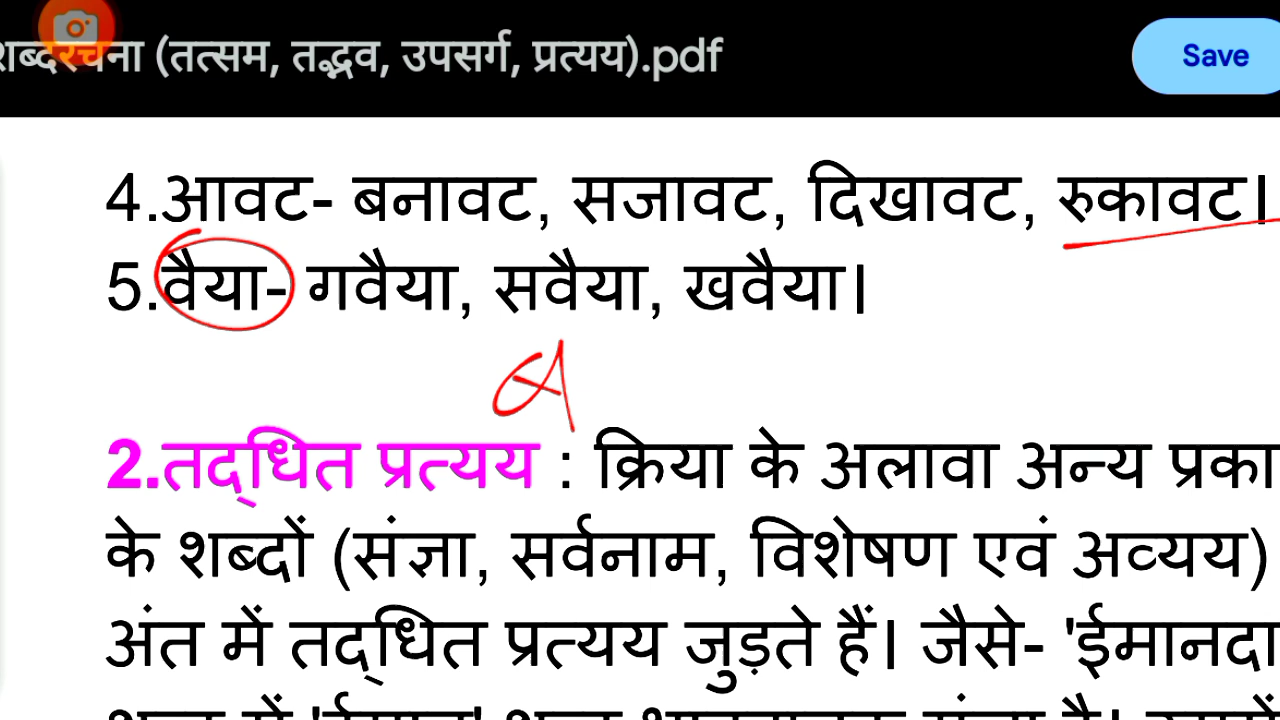 शब्दरचना (तत्सम, तद्भव, उपसर्ग, प्रत्यय).pdf
Save
4.आवट- बनावट, सजावट, दिखावट, रुकावट।
5.वैया- गवैया, सवैया, खवैया।
2.तद्धित प्रत्यय : क्रिया के अलावा अन्य प्रका
के शब्दों (संज्ञा, सर्वनाम, विशेषण एवं अव्यय)
अंत में तद्धित प्रत्यय जुड़ते हैं। जैसे- 'ईमानदा